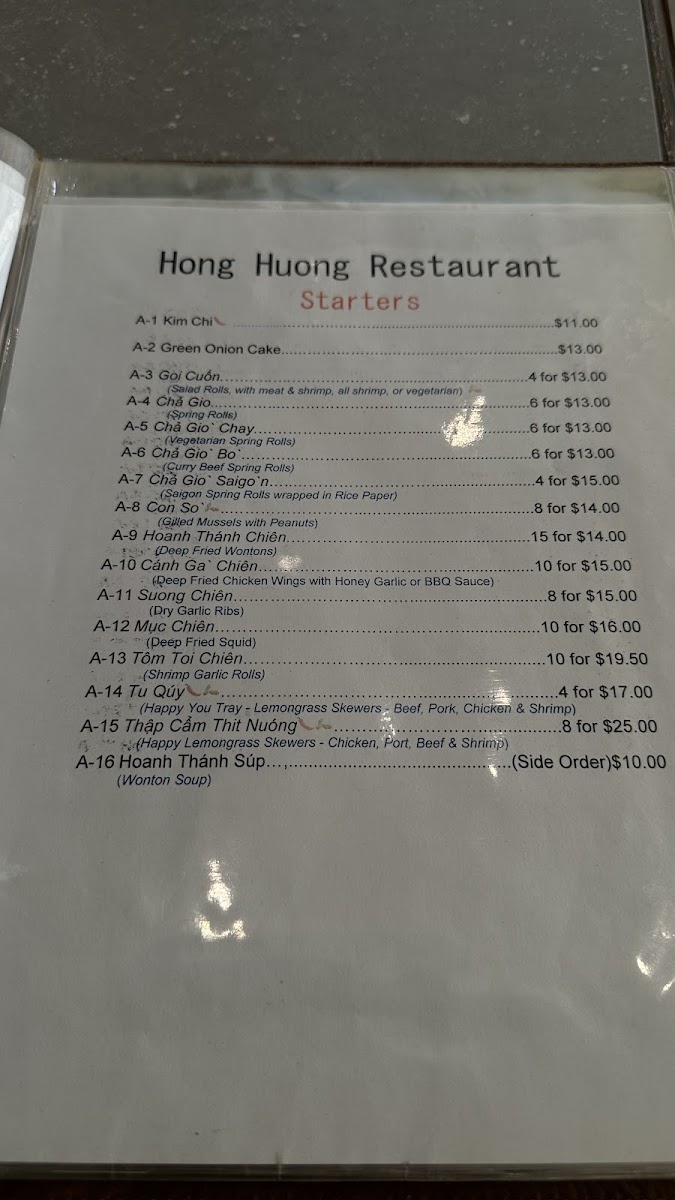 Hong Huong Restaurant
Starters
A-1 Kim Chi.....................................................................................$11.00
A-2 Green Onion Cake......................................................................$13.00
A-3 Goi Cuốn.............................................................................4 for $13.00
(Salad Rolls, with meat & shrimp, all shrimp, or vegetarian)
A-4 Chả Gio...............................................................................6 for $13.00
(Spring Rolls)
A-5 Chả Gio` Chay......................................................................6 for $13.00
(Vegetarian Spring Rolls)
A-6 Chả Gio` Bo`.........................................................................6 for $13.00
(Curry Beef Spring Rolls)
A-7 Chả Gio` Saigo`n...................................................................4 for $15.00
(Saigon Spring Rolls wrapped in Rice Paper)
A-8 Con So`................................................................................8 for $14.00
(Gilled Mussels with Peanuts)
A-9 Hoanh Thánh Chiên.............................................................15 for $14.00
(Deep Fried Wontons)
A-10 Cánh Ga` Chiên.................................................................10 for $15.00
(Deep Fried Chicken Wings with Honey Garlic or BBQ Sauce)
A-11 Suong Chiên........................................................................8 for $15.00
(Dry Garlic Ribs)
A-12 Mục Chiên.........................................................................10 for $16.00
(Deep Fried Squid)
A-13 Tôm Toi Chiên...................................................................10 for $19.50
(Shrimp Garlic Rolls)
A-14 Tu Qúy...............................................................................4 for $17.00
(Happy You Tray - Lemongrass Skewers - Beef, Pork, Chicken & Shrimp)
A-15 Thập Cẩm Thit Nuóng..........................................................8 for $25.00
(Happy Lemongrass Skewers - Chicken, Port, Beef & Shrimp)
A-16 Hoanh Thánh Súp...,............................................(Side Order)$10.00
(Wonton Soup)